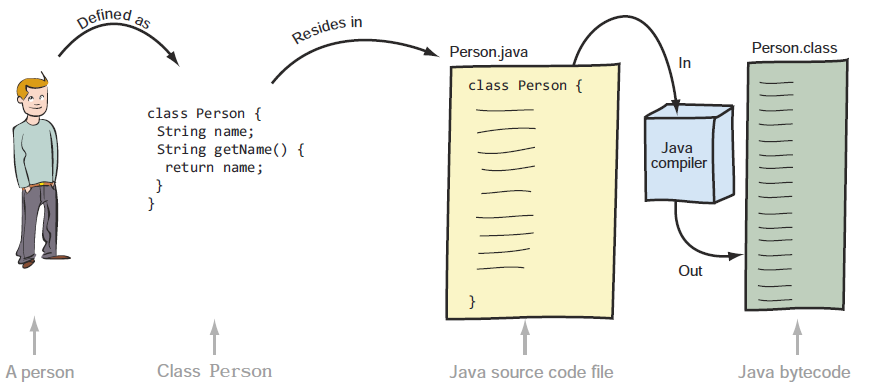 Defined as
Resides in
Person.java
In
Person.class
class Person {
String name;
String getName() {
return name;
}
}
class Person {
}
Java
compiler
Out
A person
Class Person
Java source code file
Java bytecode